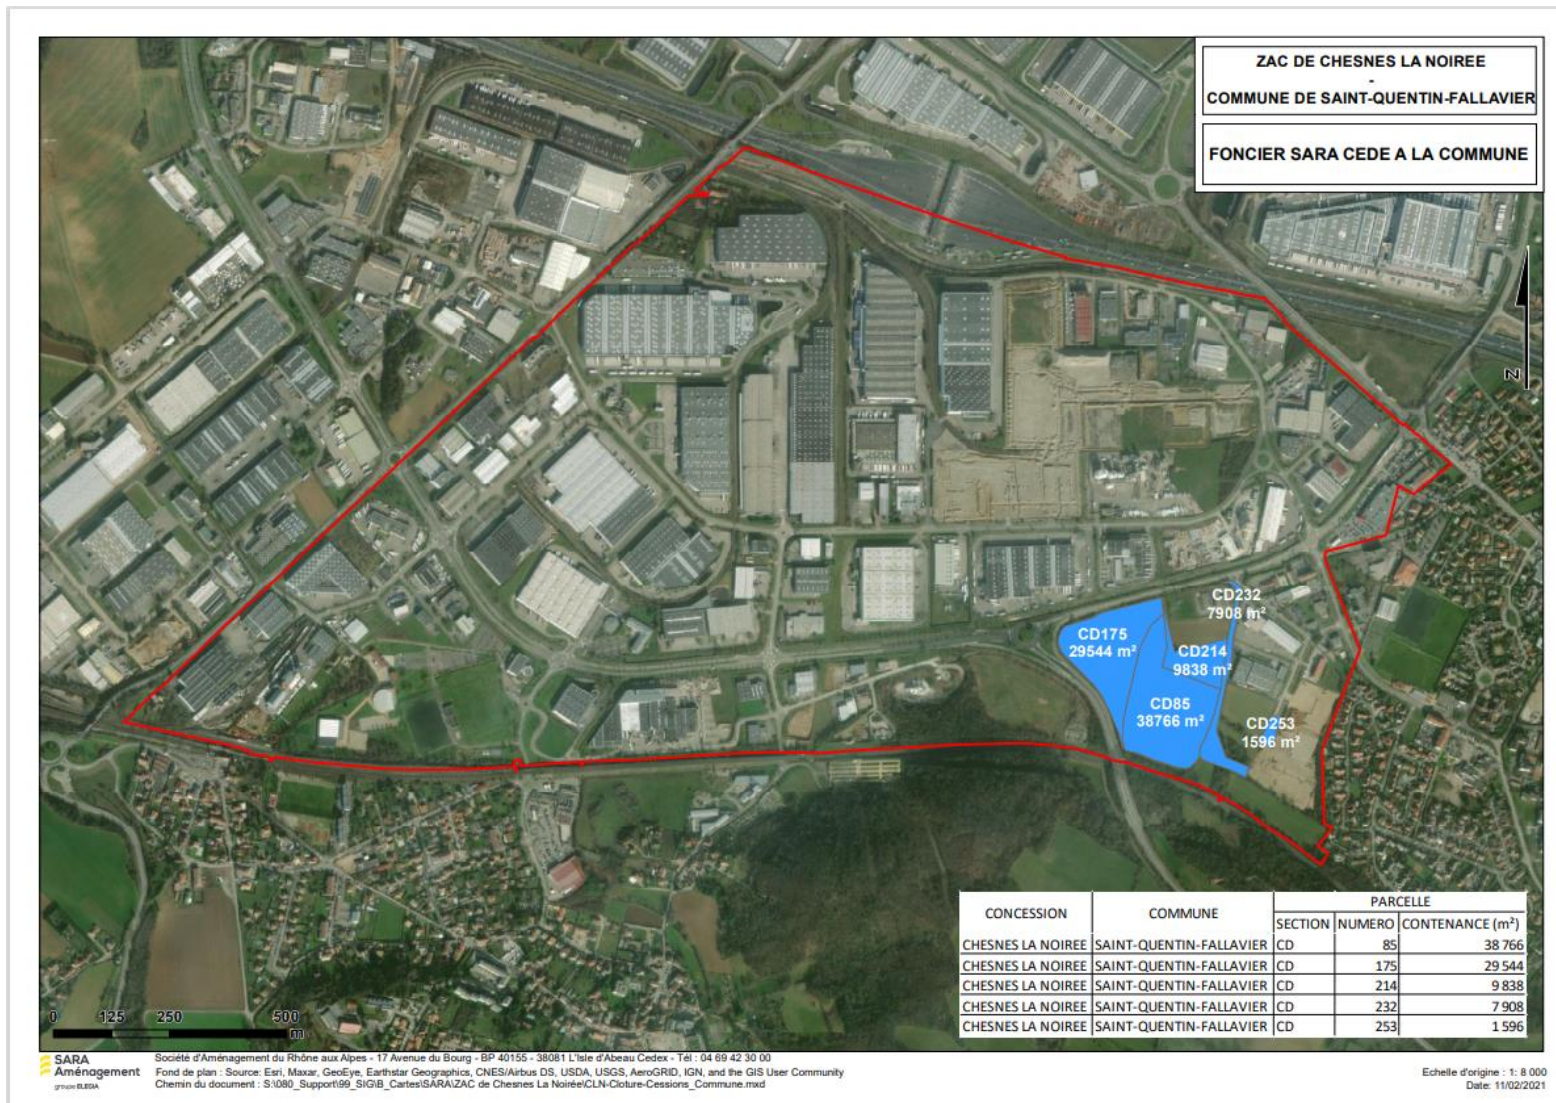 ZAC DE CHESNES LA NOIREE
-
COMMUNE DE SAINT-QUENTIN-FALLAVIER
FONCIER SARA CEDE A LA COMMUNE
N
CD232
7908 m²
CD175
29544 m²
CD214
9838 m²
CD85
38766 m²
CD253
1596 m²
CONCESSION COMMUNE PARCELLE
SECTION NUMERO CONTENANCE (m²)
CHESNES LA NOIREE SAINT-QUENTIN-FALLAVIER CD 85 38 766
CHESNES LA NOIREE SAINT-QUENTIN-FALLAVIER CD 175 29 544
CHESNES LA NOIREE SAINT-QUENTIN-FALLAVIER CD 214 9 838
CHESNES LA NOIREE SAINT-QUENTIN-FALLAVIER CD 232 7 908
CHESNES LA NOIREE SAINT-QUENTIN-FALLAVIER CD 253 1 596
0 125 250 500
m
SARA
Aménagement
groupe ELEGIA
Société d'Aménagement du Rhône aux Alpes - 17 Avenue du Bourg - BP 40155 - 38081 L'Isle d'Abeau Cedex - Tél : 04 69 42 30 00
Fond de plan : Source: Esri, Maxar, GeoEye, Earthstar Geographics, CNES/Airbus DS, USDA, USGS, AeroGRID, IGN, and the GIS User Community
Chemin du document : S:\080_Support\99_SIG\B_Cartes\SARA\ZAC de Chesnes La Noirée\CLN-Cloture-Cessions_Commune.mxd
Echelle d'origine : 1: 8 000
Date: 11/02/2021